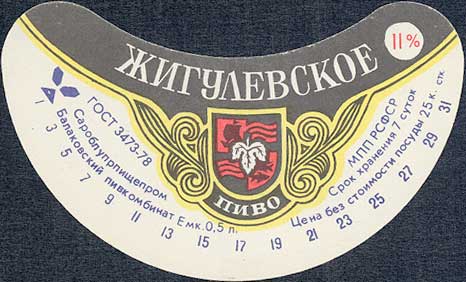 ЖИГУЛЕВСКОЕ
11%
ПИВО
ГОСТ 3473-78
Сароблупрпищепром
Балаковский пивкомбинат Емк. 0,5 л.
МПП РСФСР
Срок хранения 7 суток
Цена без стоимости посуды 25 к. стк.
1 3 5 7 9 11 13 15 17 19 21 23 25 27 29 31